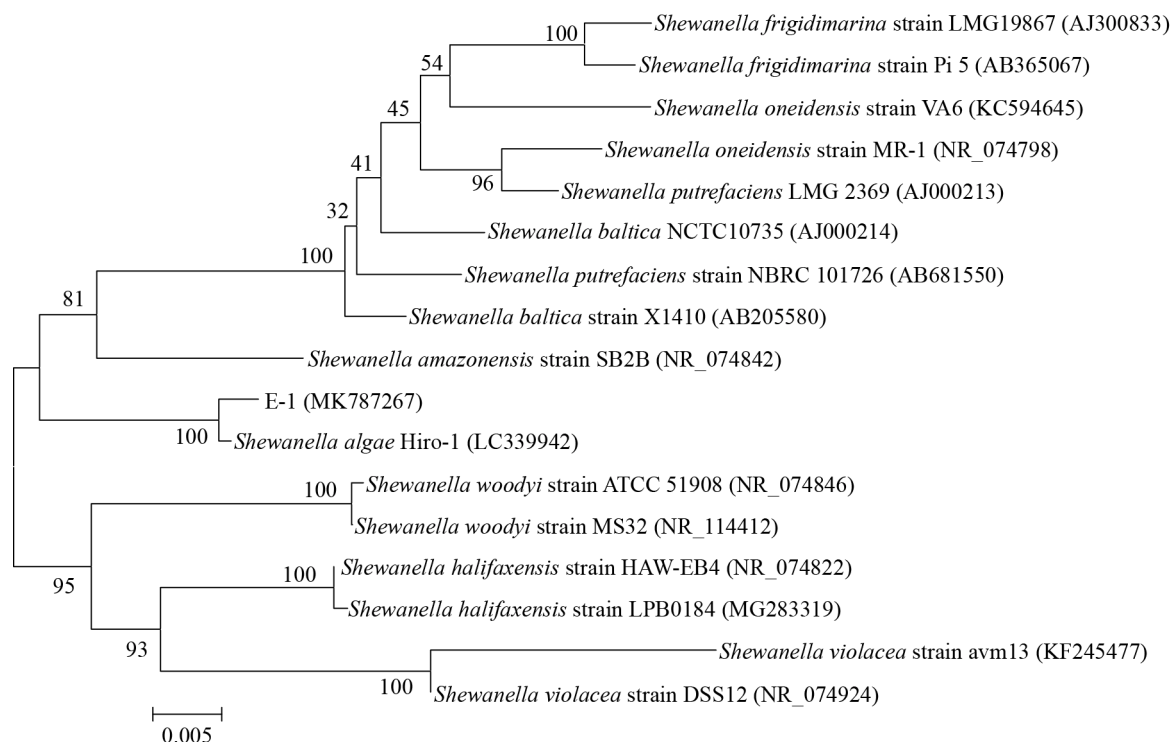 Shewanella frigidimarina strain LMG19867 (AJ300833)
100
Shewanella frigidimarina strain Pi 5 (AB365067)
54
Shewanella oneidensis strain VA6 (KC594645)
45
Shewanella oneidensis strain MR-1 (NR_074798)
41
96
Shewanella putrefaciens LMG 2369 (AJ000213)
32
Shewanella baltica NCTC10735 (AJ000214)
100
Shewanella putrefaciens strain NBRC 101726 (AB681550)
81
Shewanella baltica strain X1410 (AB205580)
Shewanella amazonensis strain SB2B (NR_074842)
E-1 (MK787267)
100
Shewanella algae Hiro-1 (LC339942)
100
Shewanella woodyi strain ATCC 51908 (NR_074846)
Shewanella woodyi strain MS32 (NR_114412)
95
100
Shewanella halifaxensis strain HAW-EB4 (NR_074822)
Shewanella halifaxensis strain LPB0184 (MG283319)
93
Shewanella violacea strain avm13 (KF245477)
100
Shewanella violacea strain DSS12 (NR_074924)
0.005